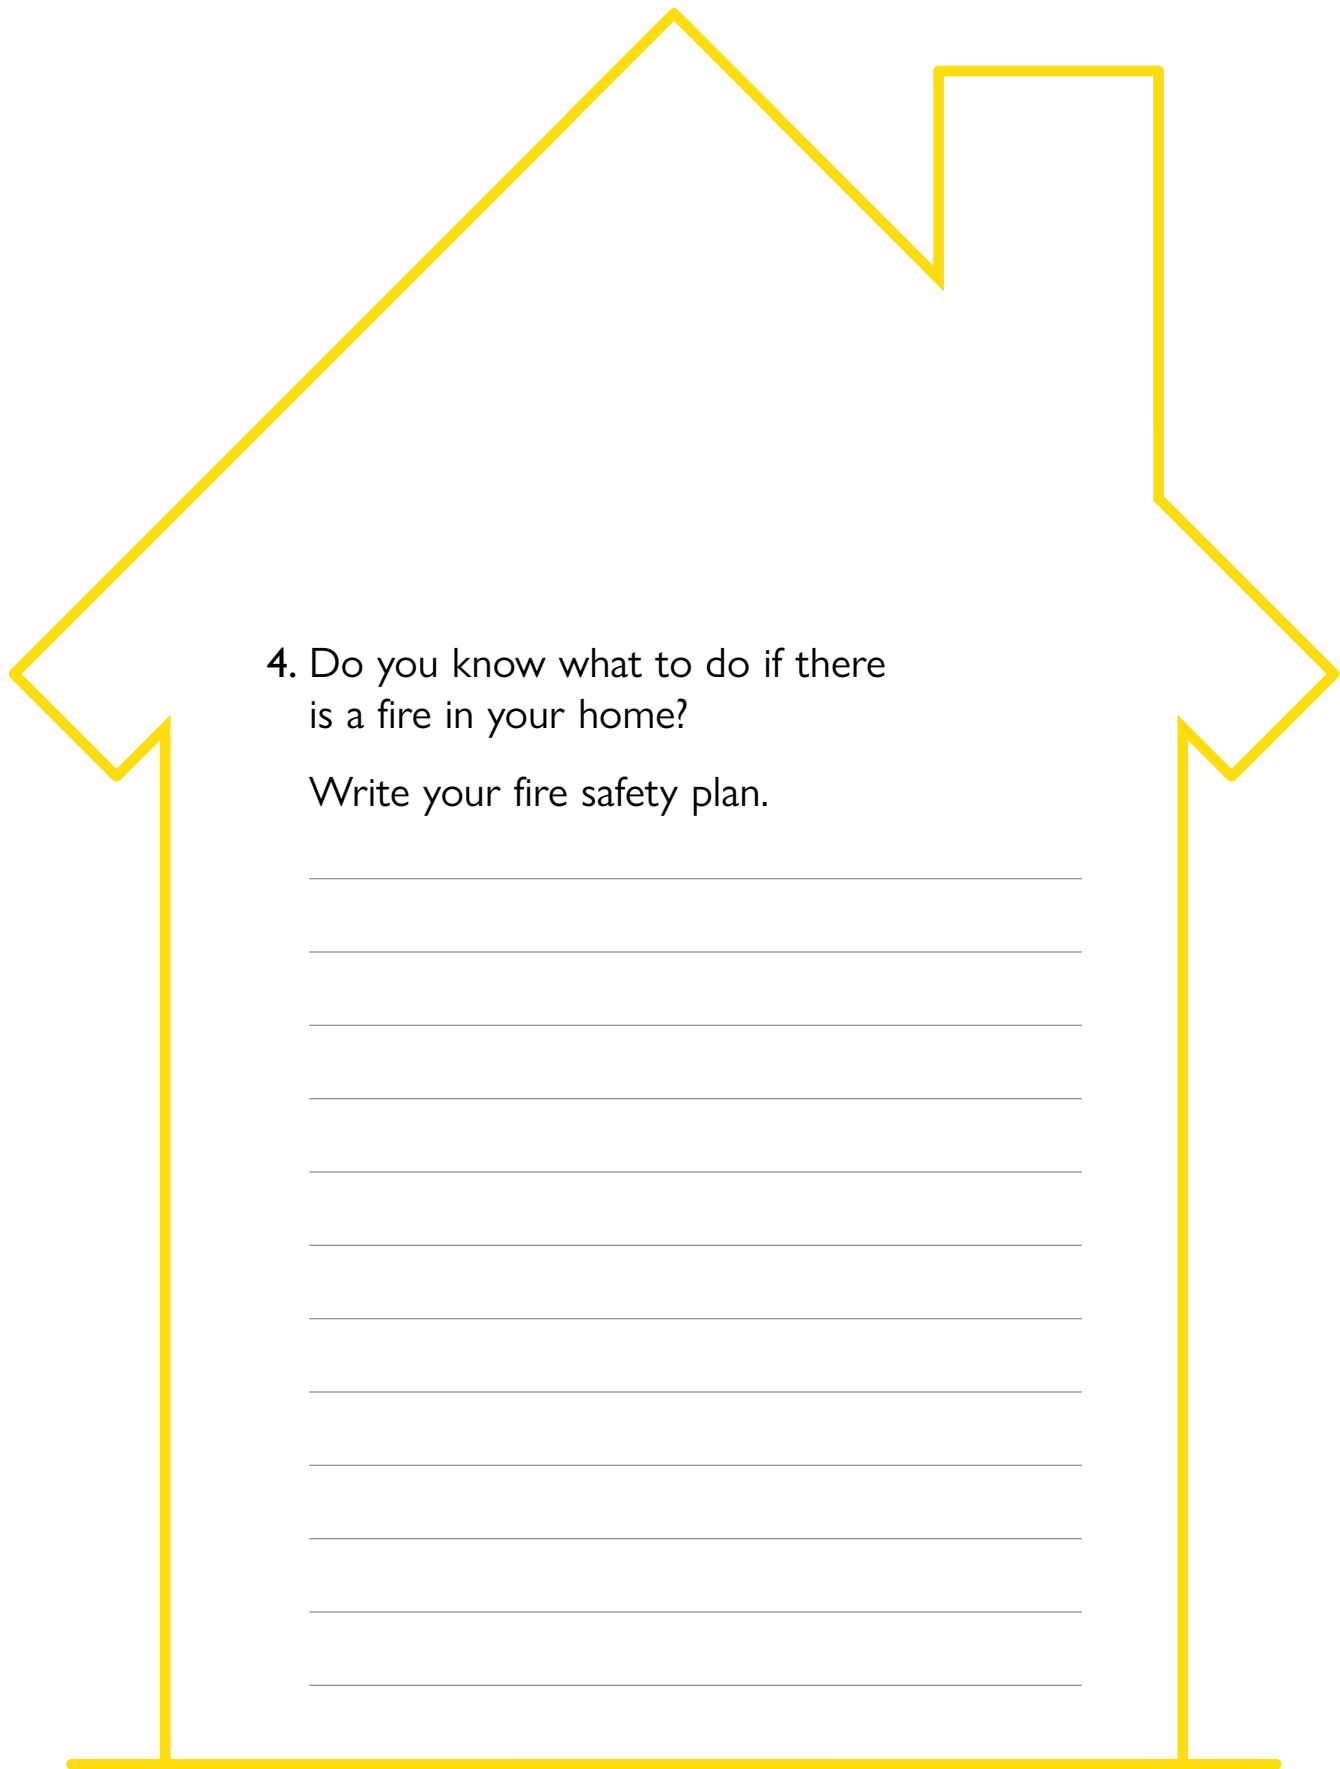 4. Do you know what to do if there
is a fire in your home?
Write your fire safety plan.